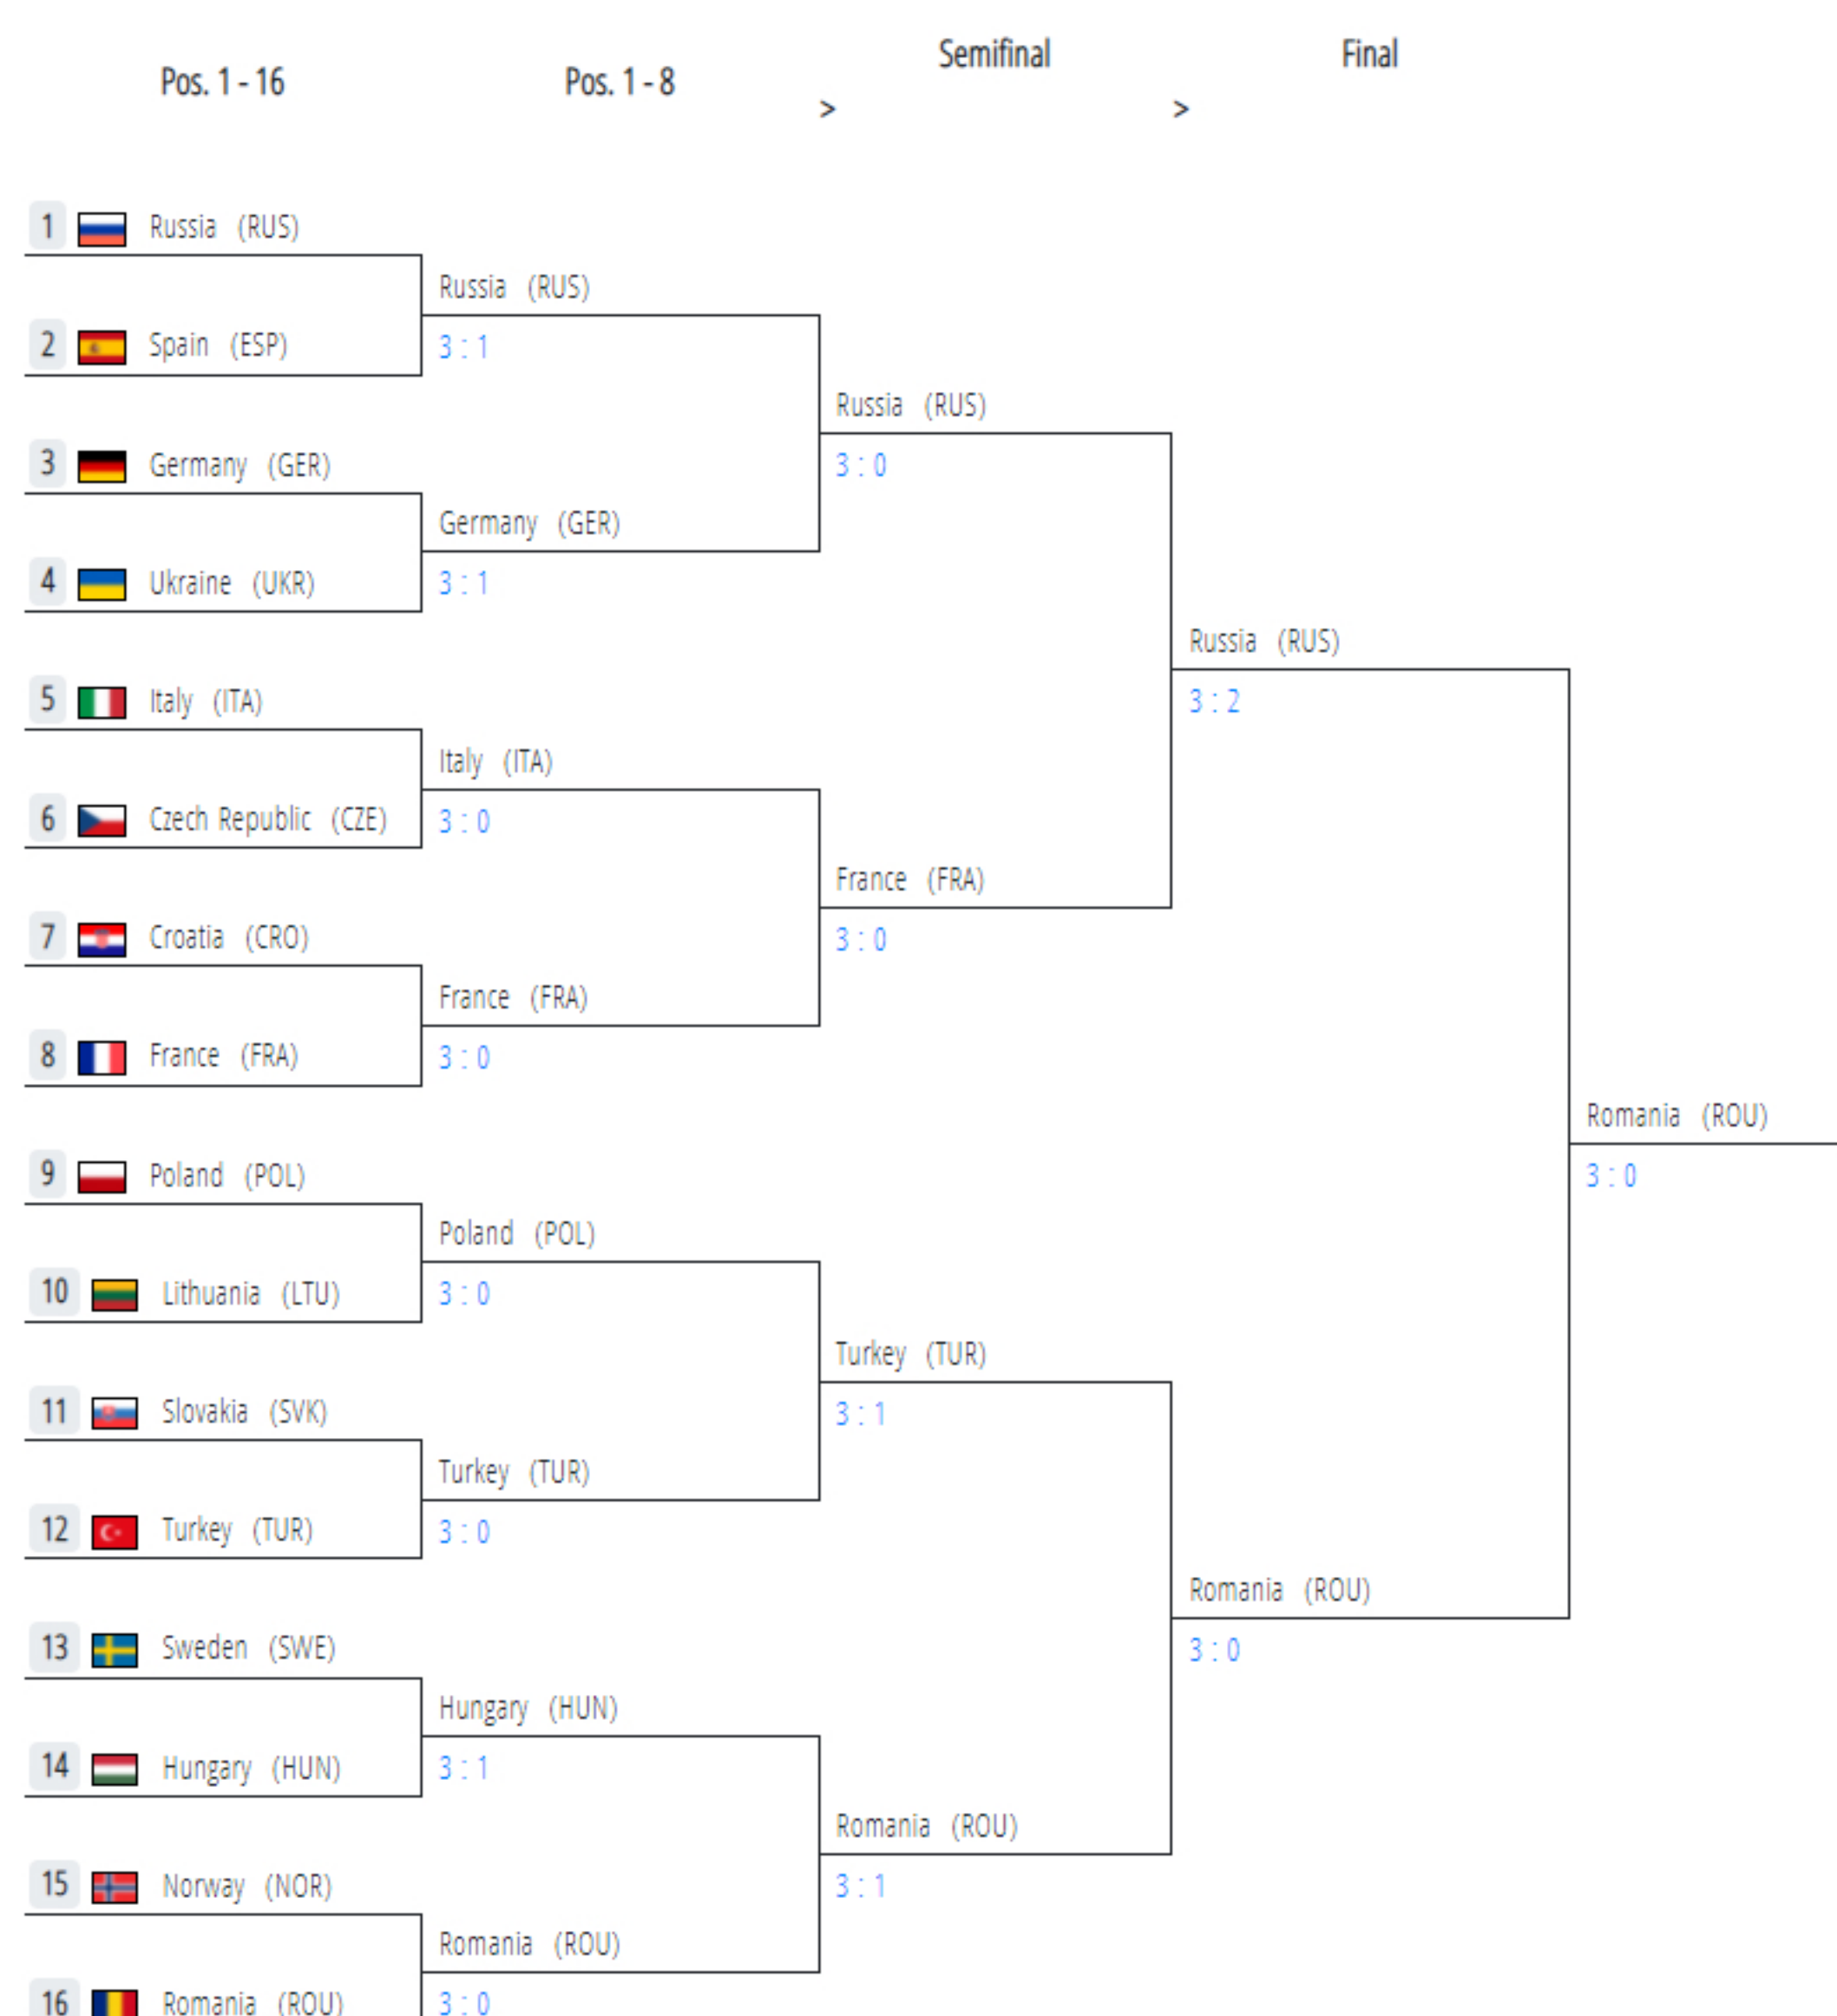 Semifinal
Final
Pos. 1 - 16
Pos. 1 - 8
>
>
1 Russia (RUS)
Russia (RUS)
2 Spain (ESP)
3 : 1
Russia (RUS)
3 Germany (GER)
3 : 0
Germany (GER)
4 Ukraine (UKR)
3 : 1
Russia (RUS)
5 Italy (ITA)
3 : 2
Italy (ITA)
6 Czech Republic (CZE)
3 : 0
France (FRA)
7 Croatia (CRO)
3 : 0
France (FRA)
8 France (FRA)
3 : 0
Romania (ROU)
9 Poland (POL)
3 : 0
Poland (POL)
10 Lithuania (LTU)
3 : 0
Turkey (TUR)
11 Slovakia (SVK)
3 : 1
Turkey (TUR)
12 Turkey (TUR)
3 : 0
Romania (ROU)
13 Sweden (SWE)
3 : 0
Hungary (HUN)
14 Hungary (HUN)
3 : 1
Romania (ROU)
15 Norway (NOR)
3 : 1
Romania (ROU)
16 Romania (ROU)
3 : 0